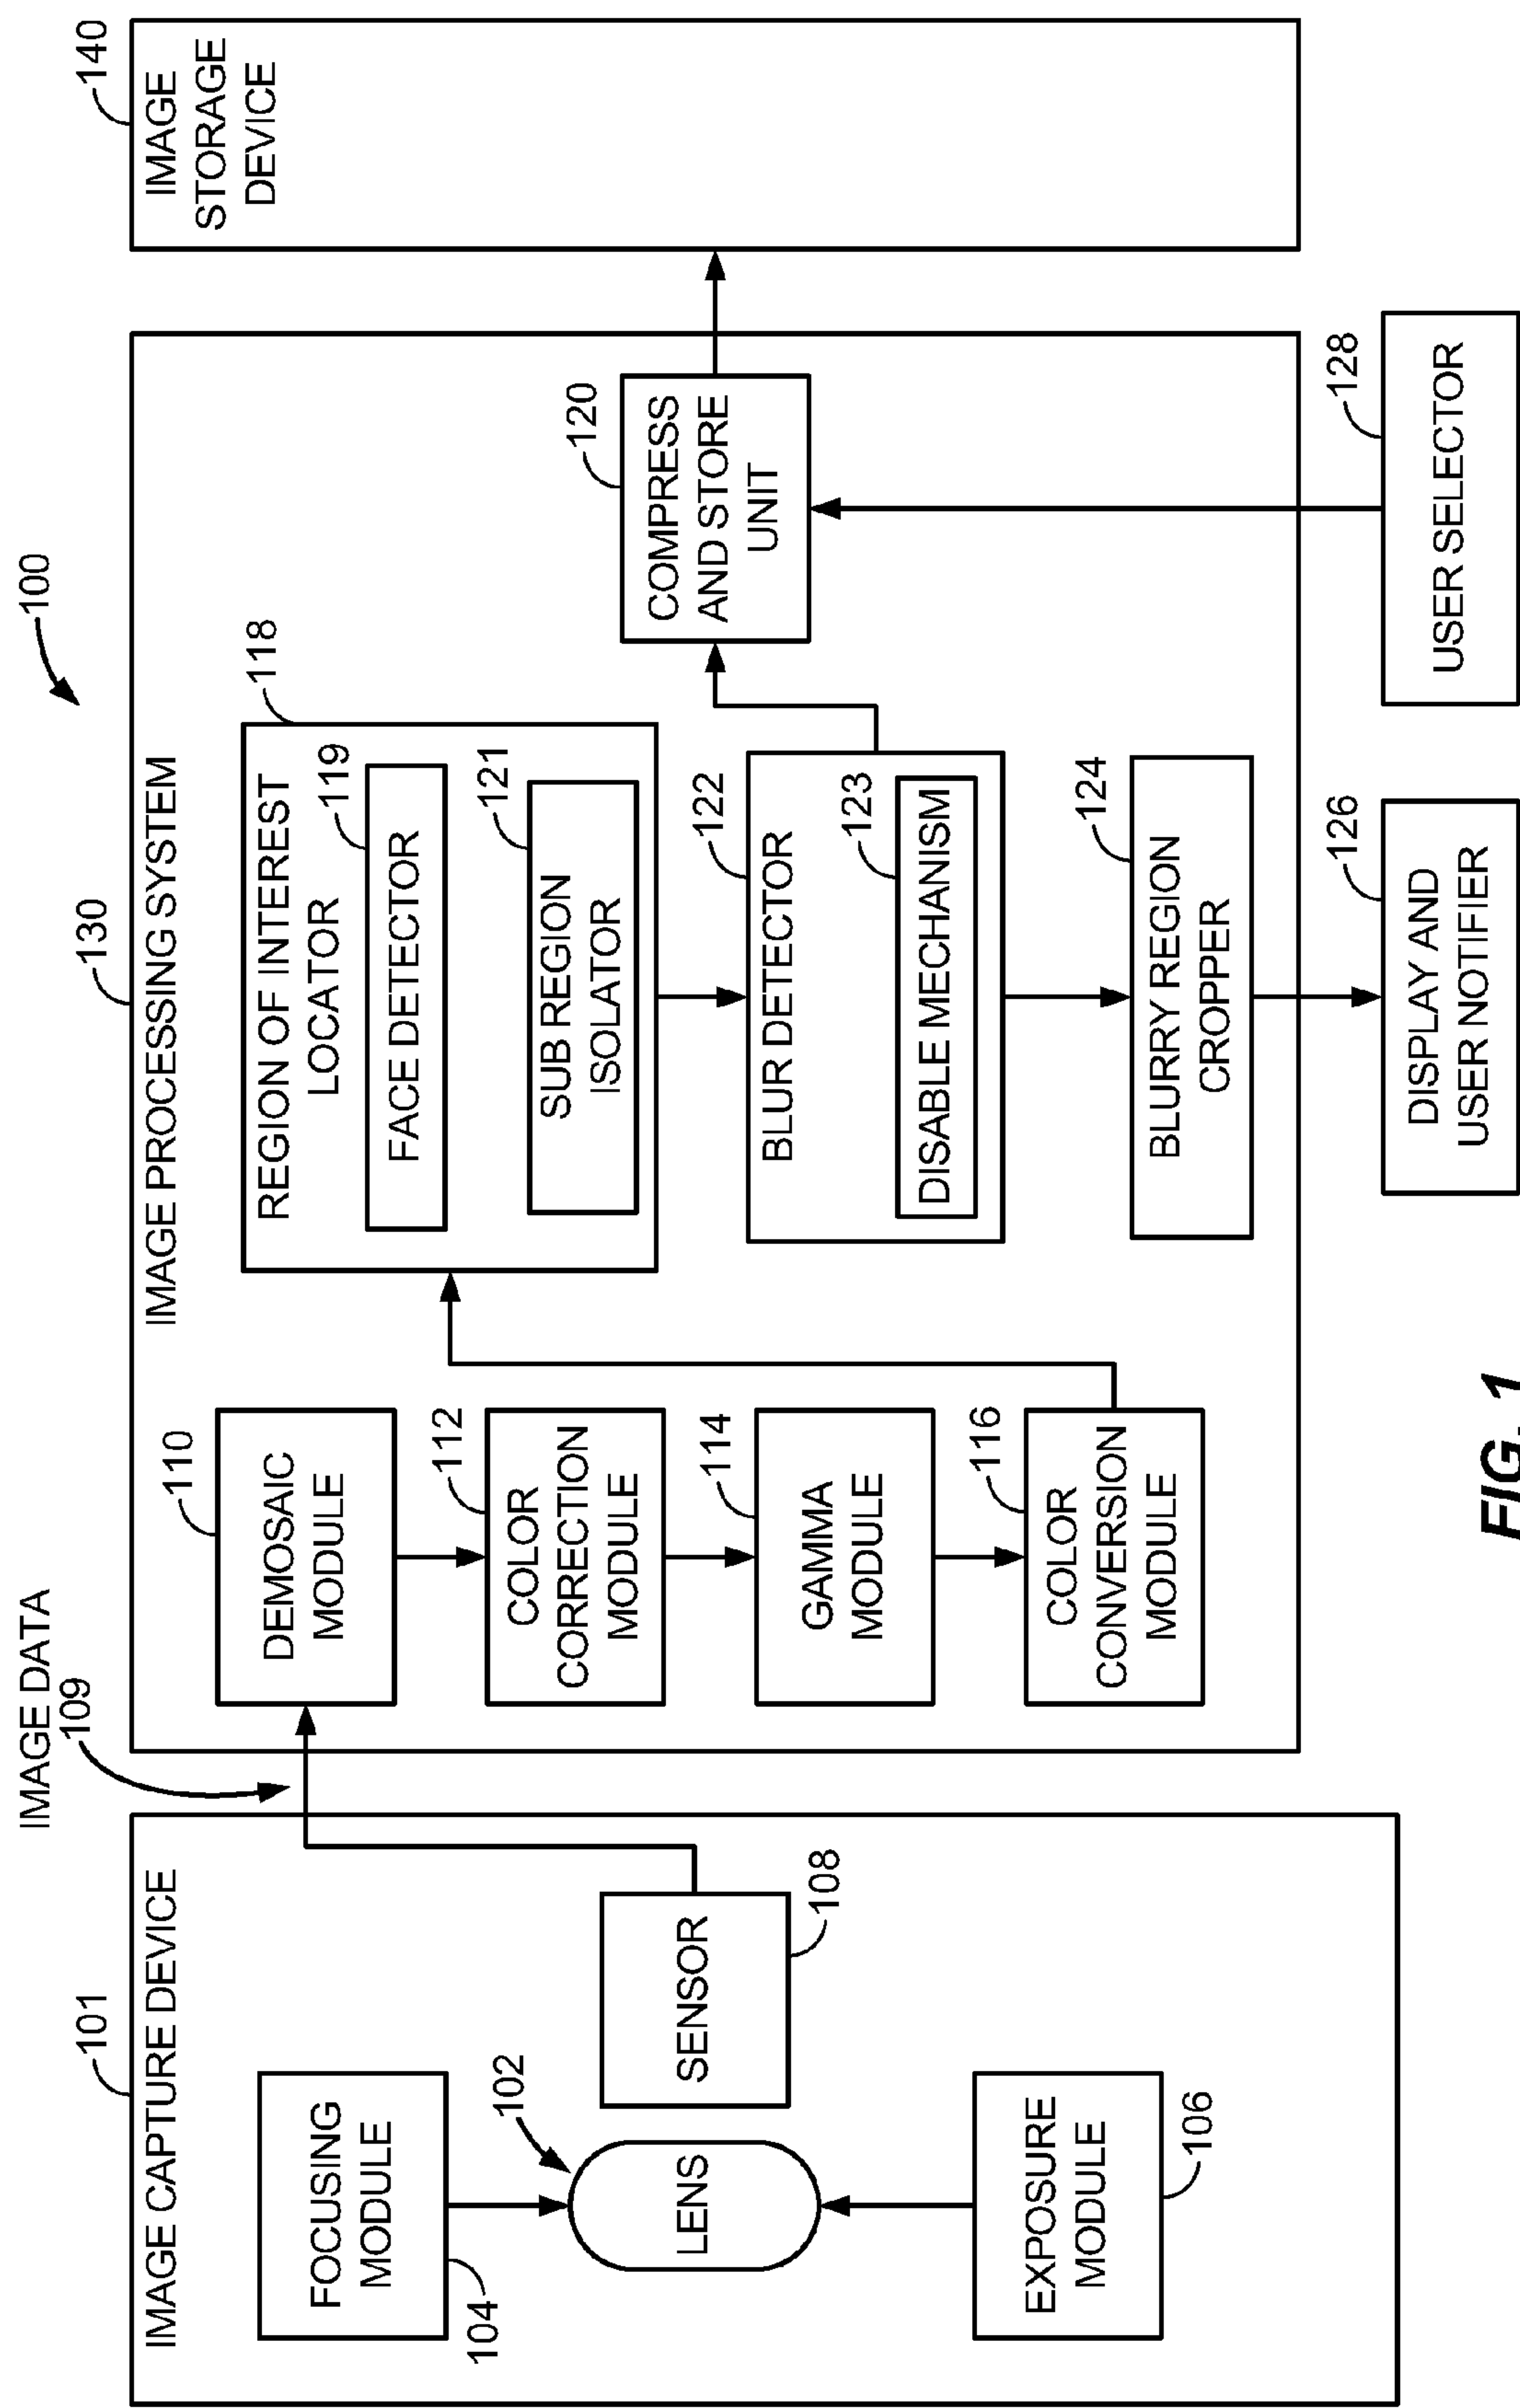 100
IMAGE DATA
109
101
IMAGE CAPTURE DEVICE
FOCUSING
MODULE
104
102
LENS
SENSOR
108
EXPOSURE
MODULE
106
130
IMAGE PROCESSING SYSTEM
110
DEMOSAIC
MODULE
112
COLOR
CORRECTION
MODULE
114
GAMMA
MODULE
116
COLOR
CONVERSION
MODULE
118
REGION OF INTEREST
LOCATOR
119
FACE DETECTOR
121
SUB REGION
ISOLATOR
122
BLUR DETECTOR
123
DISABLE MECHANISM
124
BLURRY REGION
CROPPER
120
COMPRESS
AND STORE
UNIT
140
IMAGE
STORAGE
DEVICE
126
DISPLAY AND
USER NOTIFIER
128
USER SELECTOR
FIG. 1